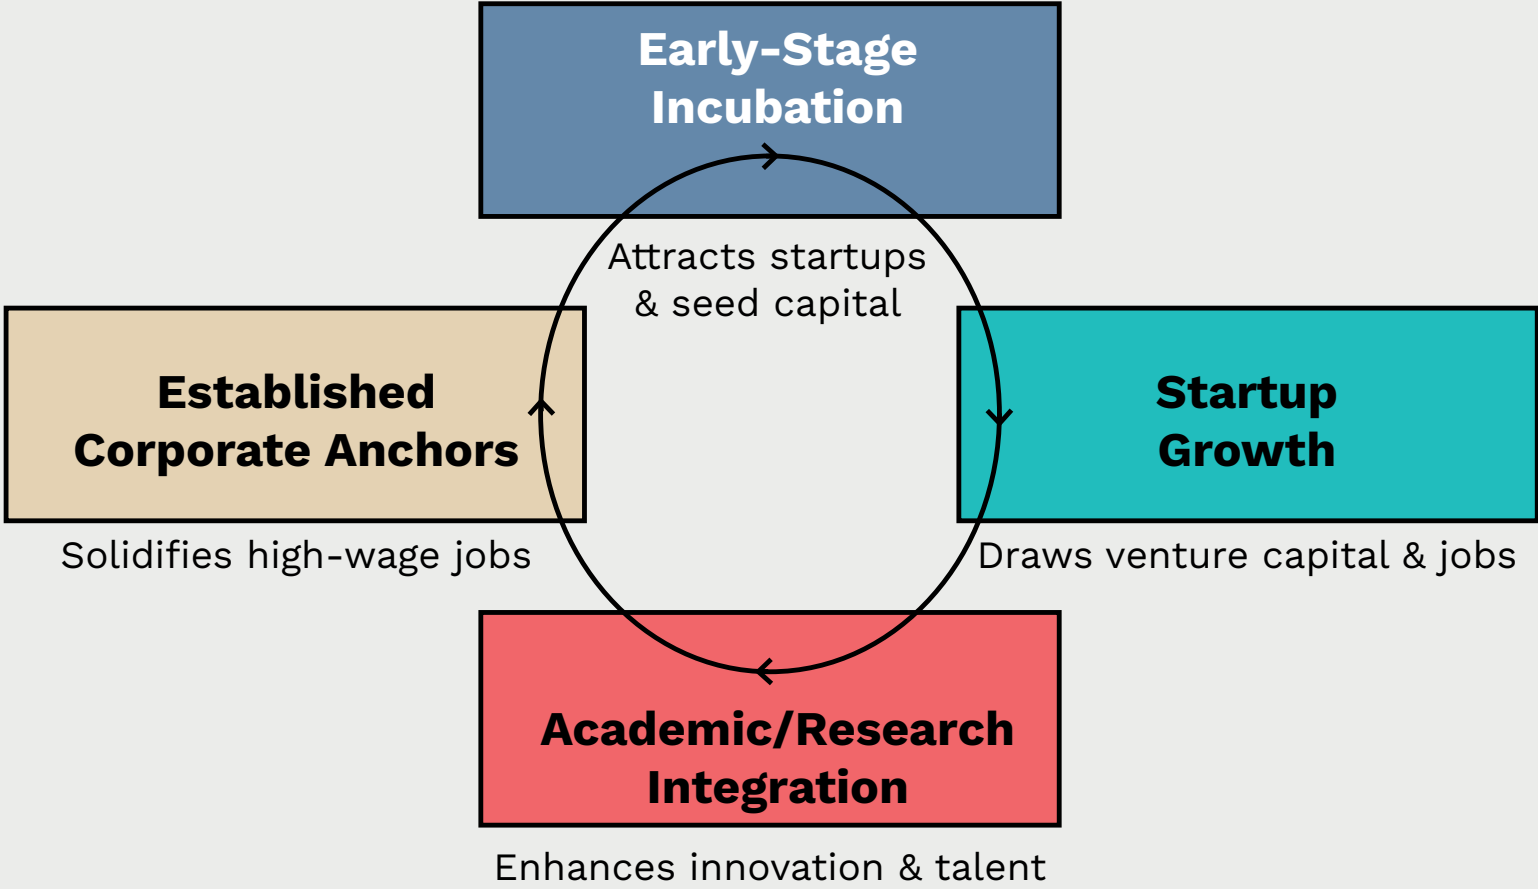 Early-Stage
Incubation
Attracts startups
& seed capital
Established
Corporate Anchors
Solidifies high-wage jobs
Startup
Growth
Draws venture capital & jobs
Academic/Research
Integration
Enhances innovation & talent